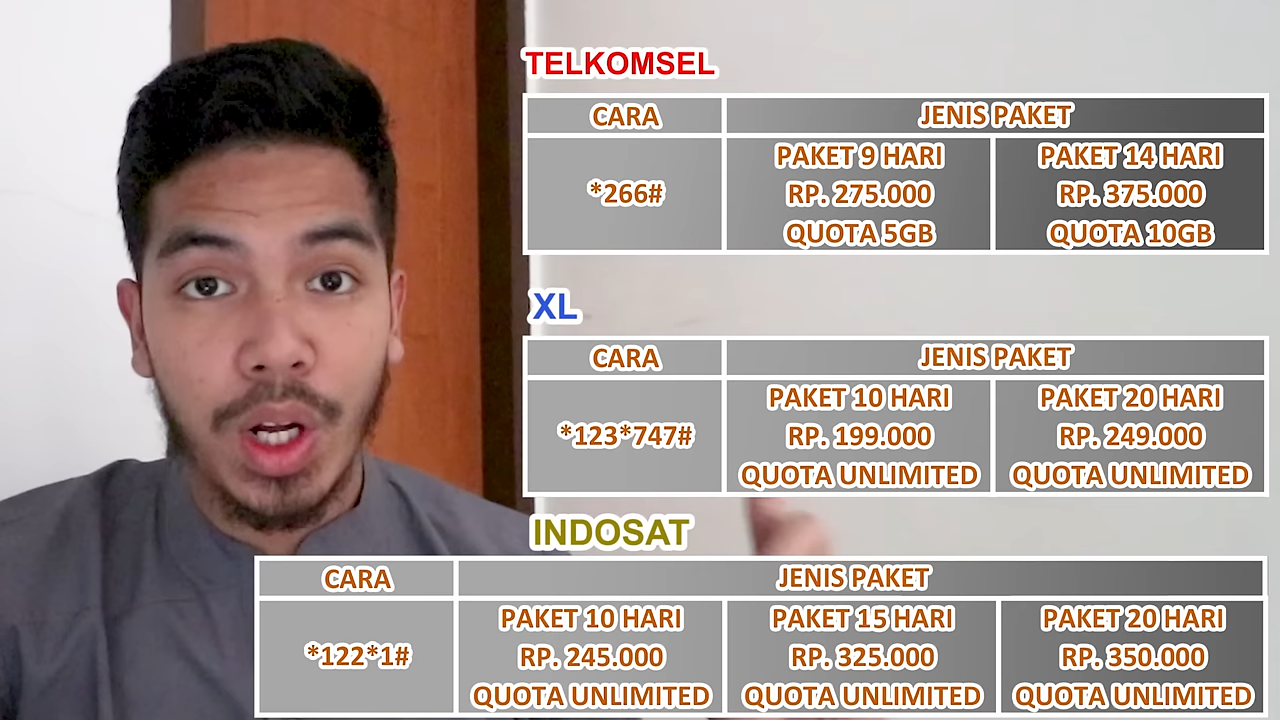 TELKOMSEL
CARA
JENIS PAKET
*266#
PAKET 9 HARI
RP. 275.000
QUOTA 5GB
PAKET 14 HARI
RP. 375.000
QUOTA 10GB
XL
CARA
JENIS PAKET
*123*747#
PAKET 10 HARI
RP. 199.000
QUOTA UNLIMITED
PAKET 20 HARI
RP. 249.000
QUOTA UNLIMITED
INDOSAT
CARA
JENIS PAKET
*122*1#
PAKET 10 HARI
RP. 245.000
QUOTA UNLIMITED
PAKET 15 HARI
RP. 325.000
QUOTA UNLIMITED
PAKET 20 HARI
RP. 350.000
QUOTA UNLIMITED